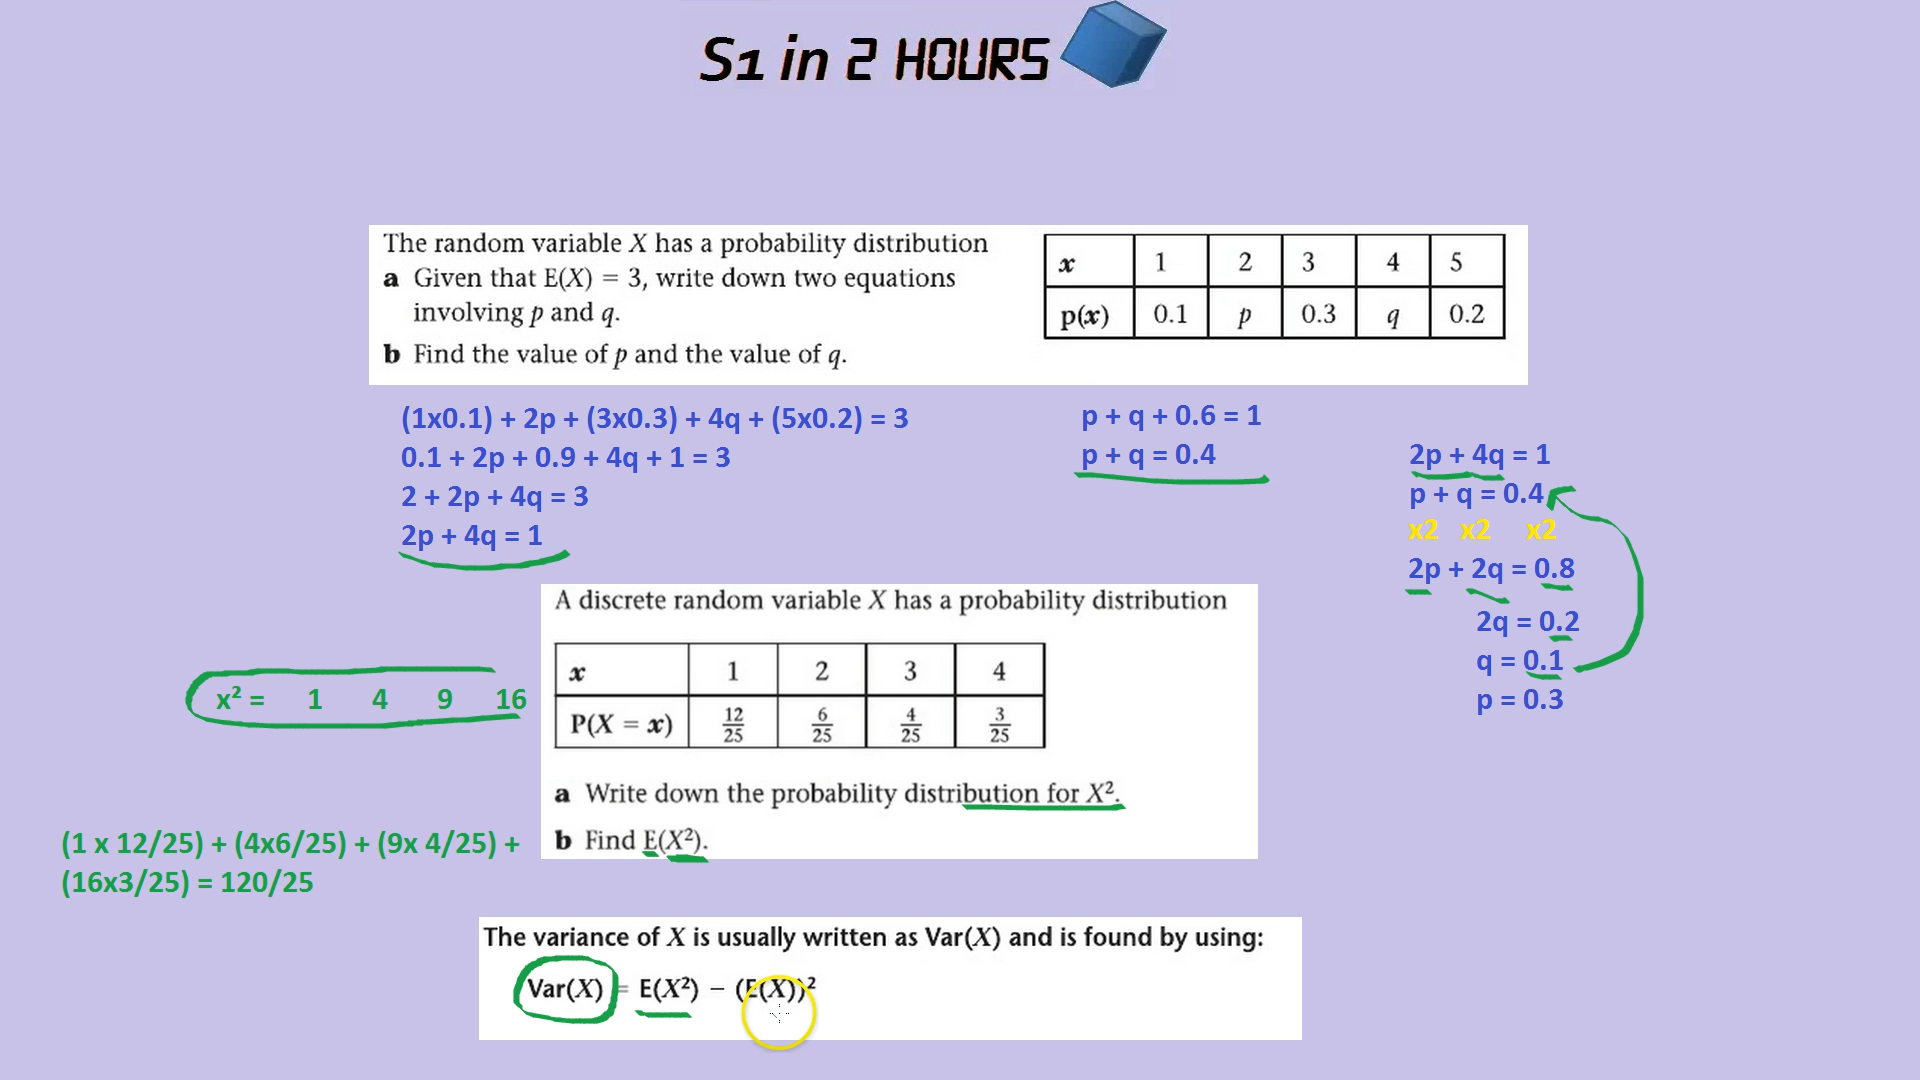 S1 in 2 HOURS
The random variable X has a probability distribution
a Given that E(X) = 3, write down two equations
involving p and q.
b Find the value of p and the value of q.
x 1 2 3 4 5
p(x) 0.1 p 0.3 q 0.2
(1x0.1) + 2p + (3x0.3) + 4q + (5x0.2) = 3
0.1 + 2p + 0.9 + 4q + 1 = 3
2 + 2p + 4q = 3
2p + 4q = 1
p + q + 0.6 = 1
p + q = 0.4
2p + 4q = 1
p + q = 0.4
x2 x2 x2
2p + 2q = 0.8
2q = 0.2
q = 0.1
p = 0.3
A discrete random variable X has a probability distribution
x 1 2 3 4
P(X = x) 12/25 6/25 4/25 3/25
a Write down the probability distribution for X².
b Find E(X²).
x² = 1 4 9 16
(1 x 12/25) + (4x6/25) + (9x 4/25) +
(16x3/25) = 120/25
The variance of X is usually written as Var(X) and is found by using:
Var(X) = E(X²) − (E(X))²